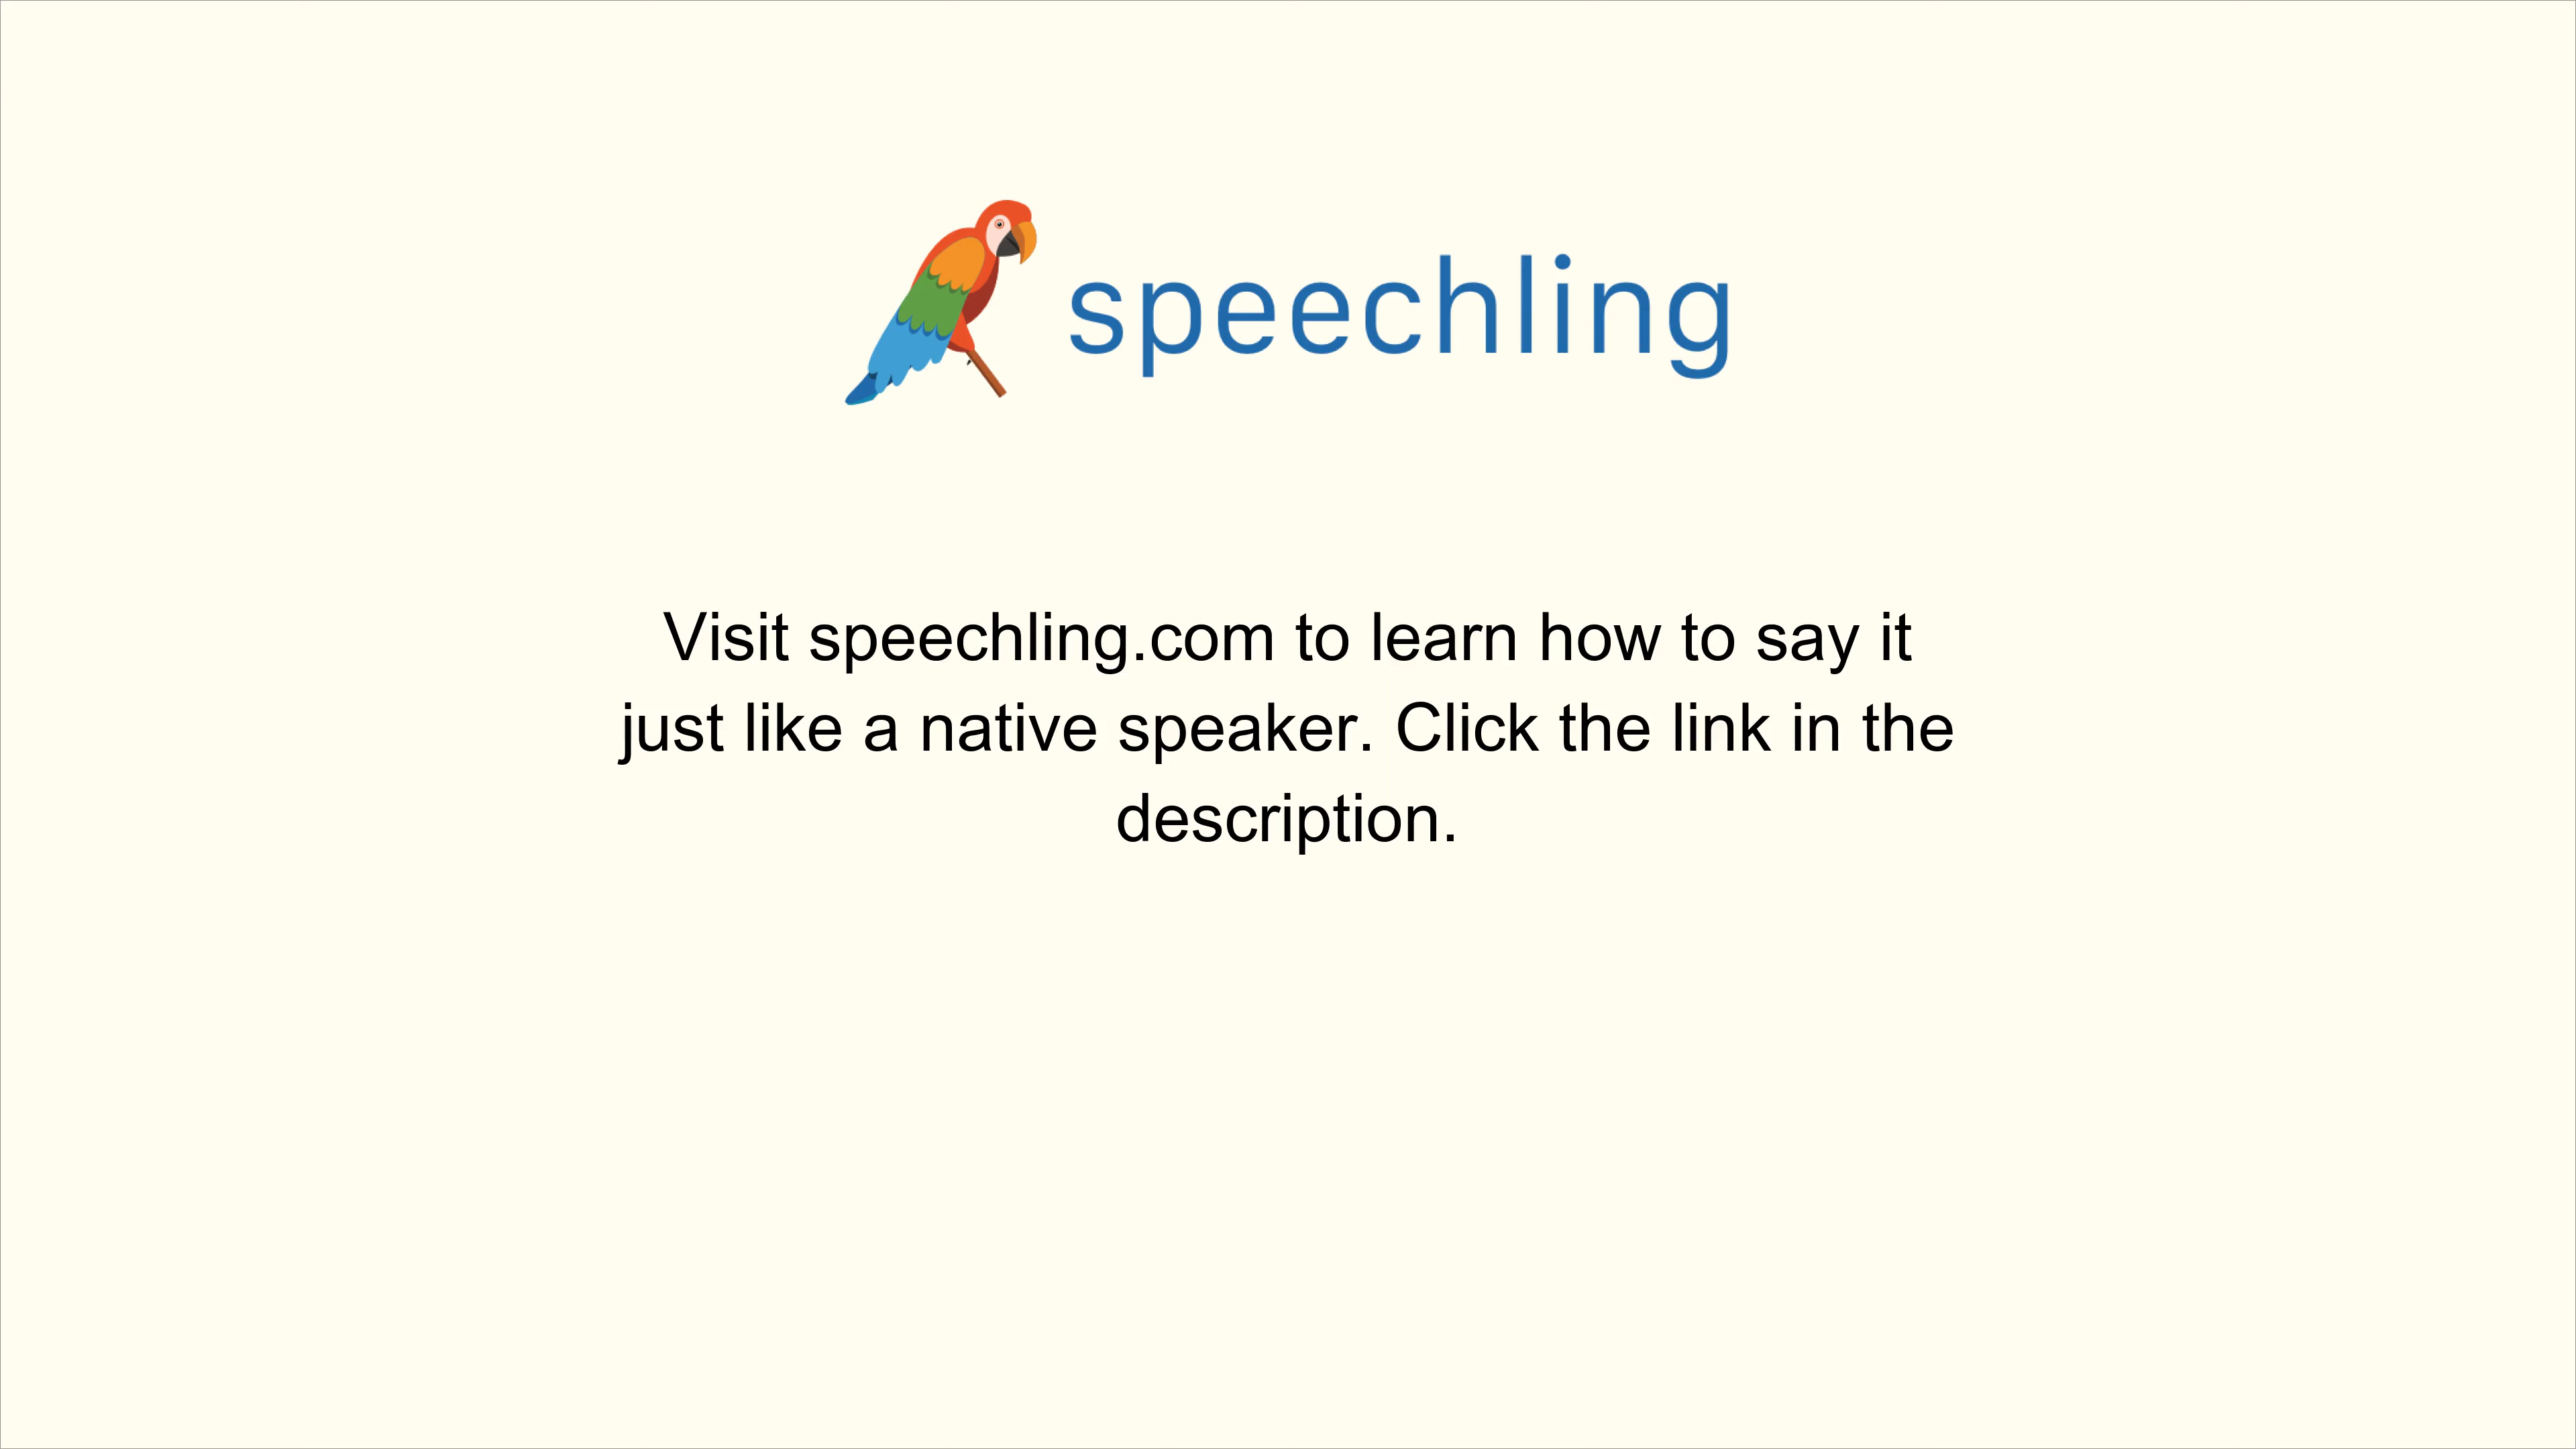 speechling
Visit speechling.com to learn how to say it
just like a native speaker. Click the link in the
description.